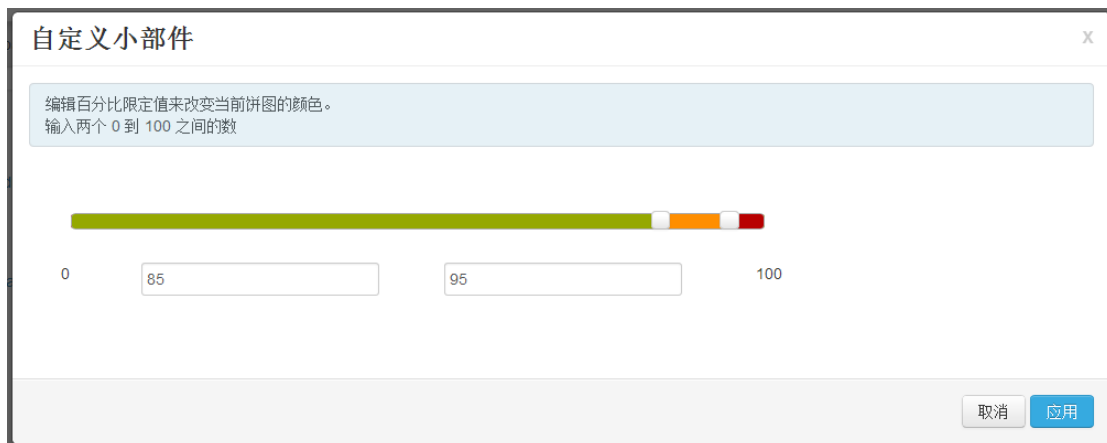 自定义小部件
x
编辑百分比限定值来改变当前饼图的颜色。
输入两个 0 到 100 之间的数
0
85
95
100
取消
应用